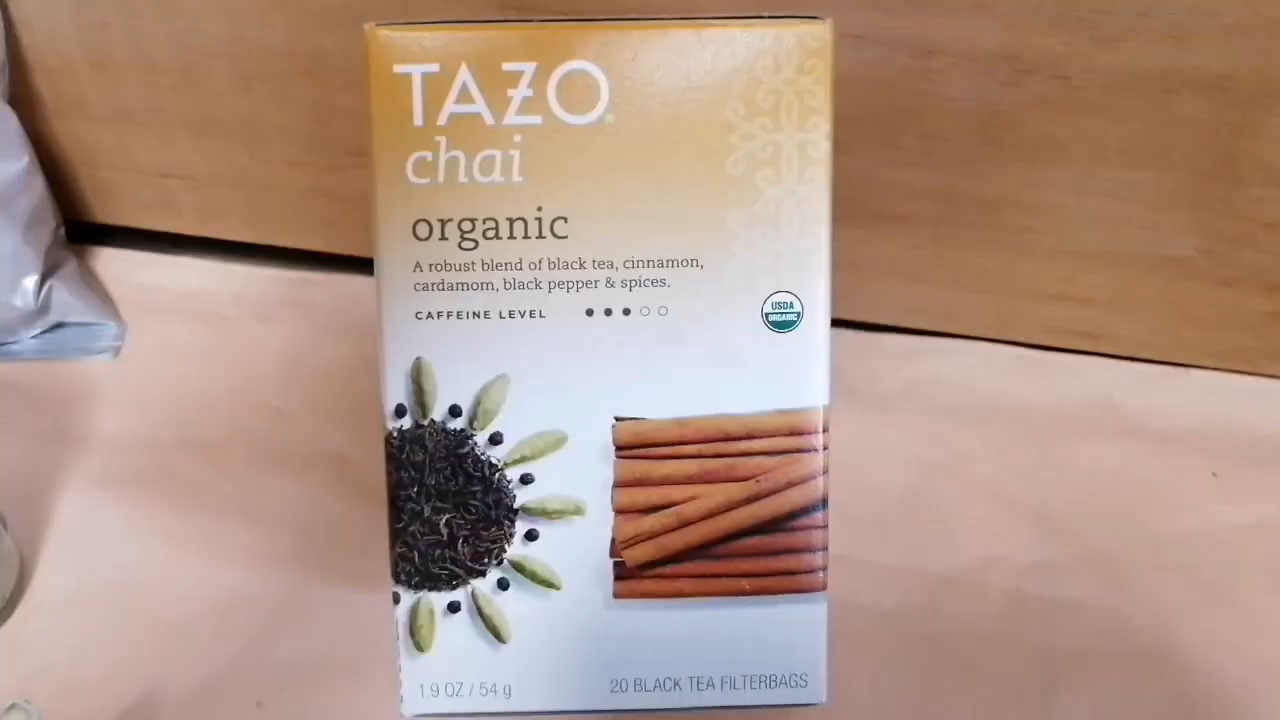 TAZO
chai
organic
A robust blend of black tea, cinnamon,
cardamom, black pepper & spices.
CAFFEINE LEVEL
USDA
ORGANIC
1.9 OZ / 54 g
20 BLACK TEA FILTERBAGS